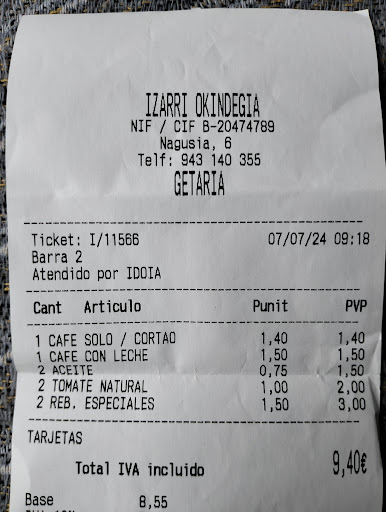 IZARRI OKINDEGIA
NIF / CIF B-20474789
Nagusia, 6
Telf: 943 140 355
GETARIA
Ticket: I/11566 07/07/24 09:18
Barra 2
Atendido por IDOIA
Cant Articulo Punit PVP
1 CAFE SOLO / CORTAO 1,40 1,40
1 CAFE CON LECHE 1,50 1,50
2 ACEITE 0,75 1,50
2 TOMATE NATURAL 1,00 2,00
2 REB. ESPECIALES 1,50 3,00
TARJETAS
Total IVA incluido 9,40€
Base 8,55